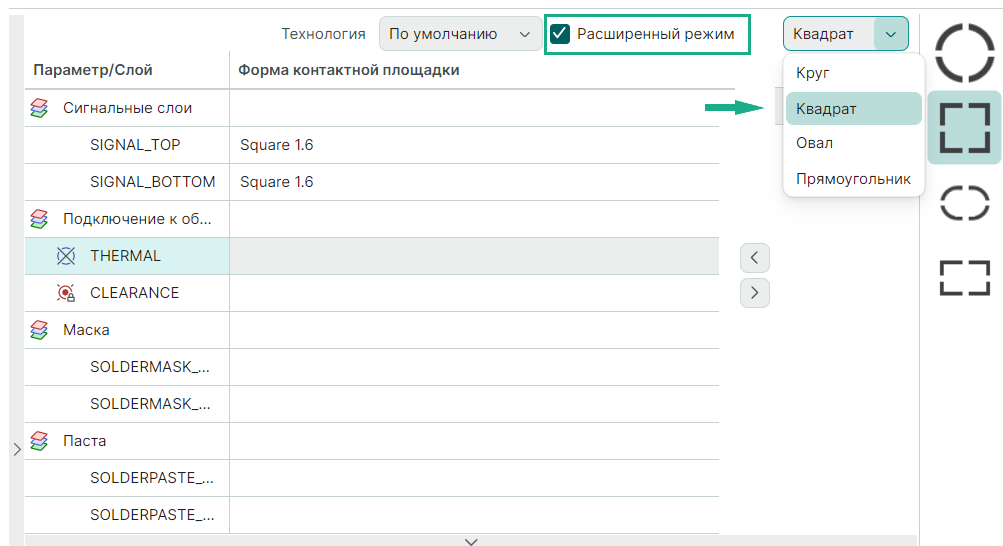 Технология По умолчанию Расширенный режим Квадрат
Параметр/Слой Форма контактной площадки
Круг
Квадрат
Овал
Прямоугольник
Сигнальные слои
SIGNAL_TOP Square 1.6
SIGNAL_BOTTOM Square 1.6
Подключение к об...
THERMAL
CLEARANCE
Маска
SOLDERMASK_...
SOLDERMASK_...
Паста
SOLDERPASTE_...
SOLDERPASTE_...